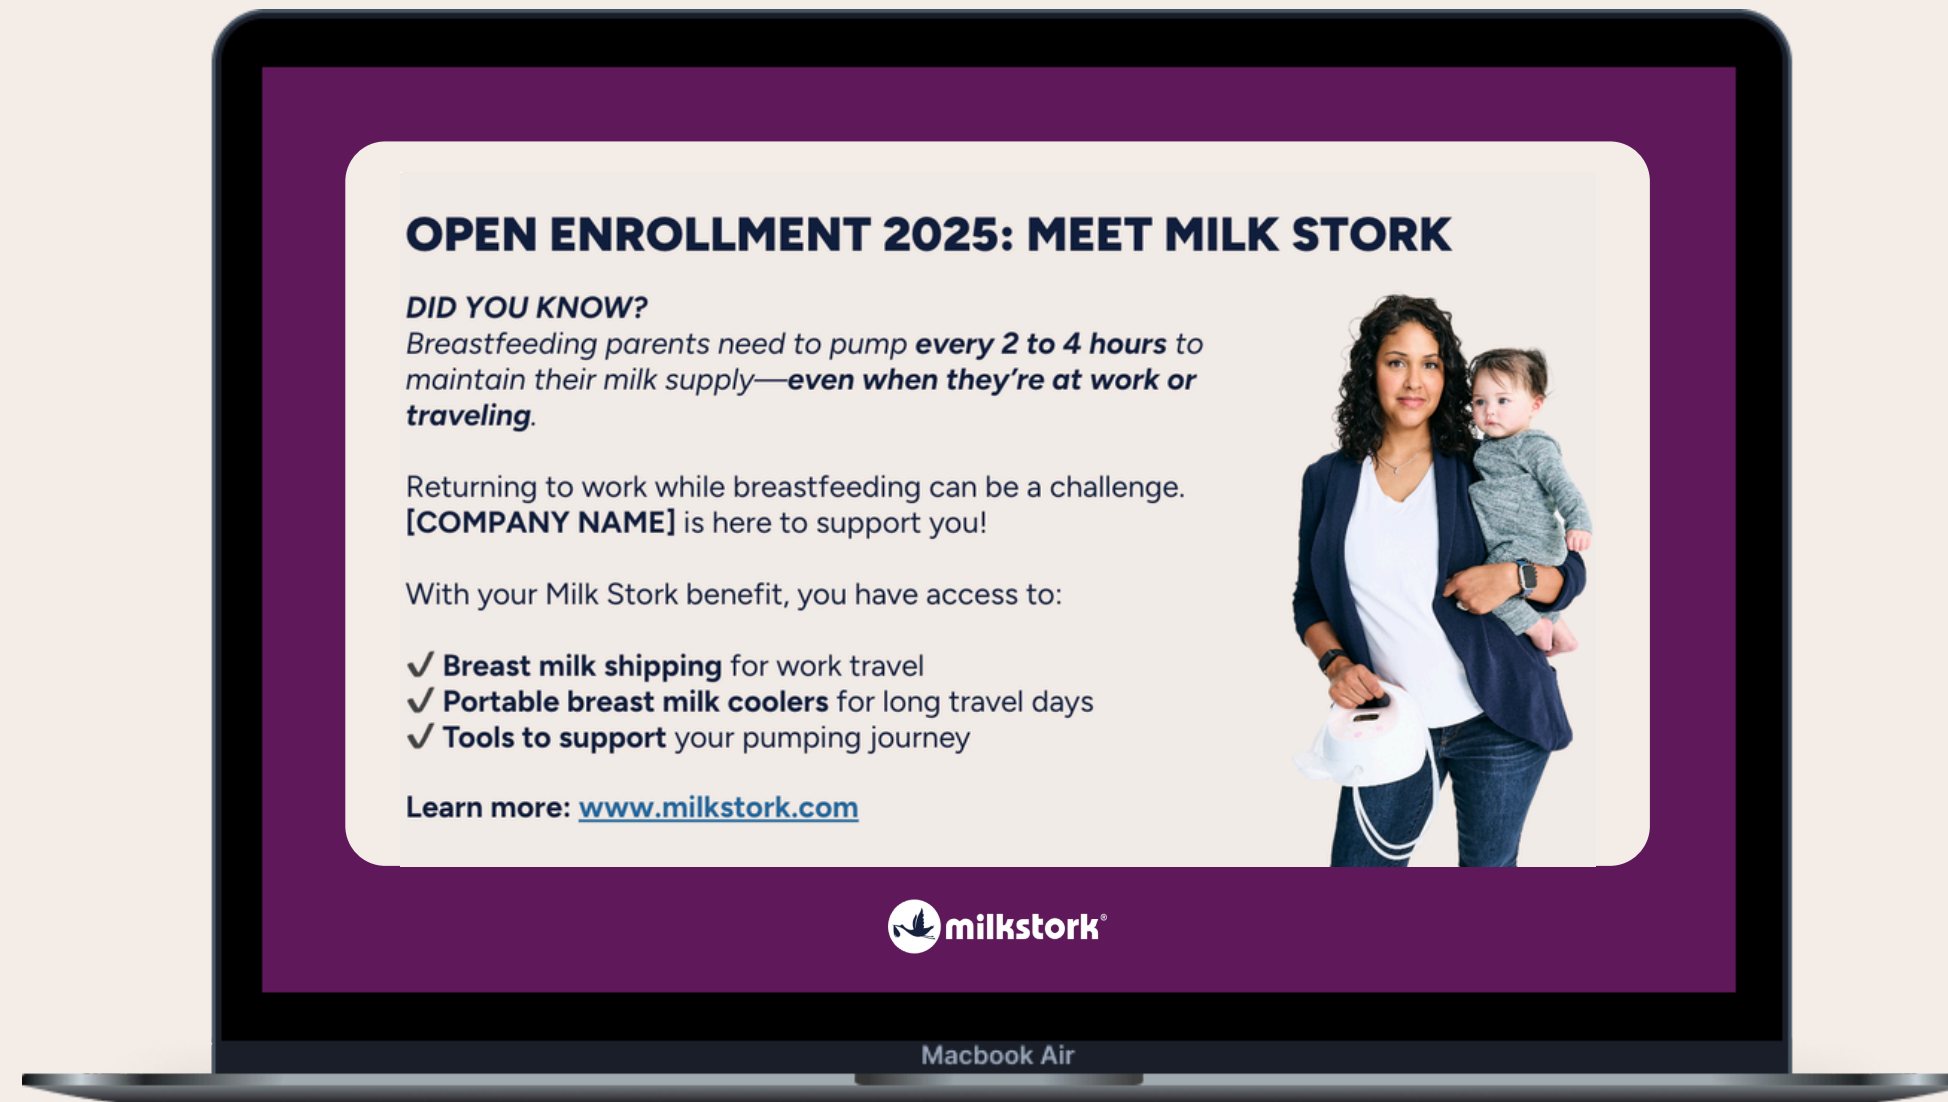 OPEN ENROLLMENT 2025: MEET MILK STORK
DID YOU KNOW?
Breastfeeding parents need to pump every 2 to 4 hours to
maintain their milk supply—even when they’re at work or
traveling.
Returning to work while breastfeeding can be a challenge.
[COMPANY NAME] is here to support you!
With your Milk Stork benefit, you have access to:
✓ Breast milk shipping for work travel
✓ Portable breast milk coolers for long travel days
✓ Tools to support your pumping journey
Learn more: www.milkstork.com
milkstork®
Macbook Air